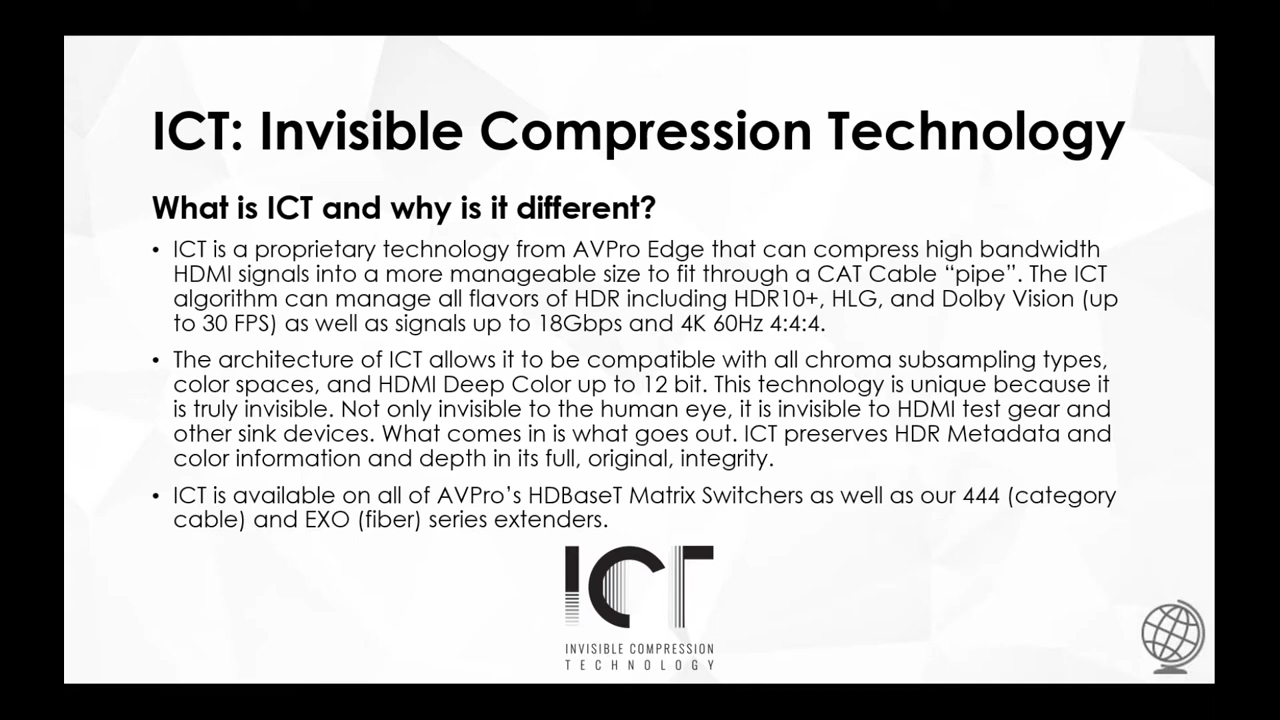 ICT: Invisible Compression Technology
What is ICT and why is it different?
• ICT is a proprietary technology from AVPro Edge that can compress high bandwidth
HDMI signals into a more manageable size to fit through a CAT Cable “pipe”. The ICT
algorithm can manage all flavors of HDR including HDR10+, HLG, and Dolby Vision (up
to 30 FPS) as well as signals up to 18Gbps and 4K 60Hz 4:4:4.
• The architecture of ICT allows it to be compatible with all chroma subsampling types,
color spaces, and HDMI Deep Color up to 12 bit. This technology is unique because it
is truly invisible. Not only invisible to the human eye, it is invisible to HDMI test gear and
other sink devices. What comes in is what goes out. ICT preserves HDR Metadata and
color information and depth in its full, original, integrity.
• ICT is available on all of AVPro’s HDBaseT Matrix Switchers as well as our 444 (category
cable) and EXO (fiber) series extenders.
ICT
INVISIBLE COMPRESSION
TECHNOLOGY